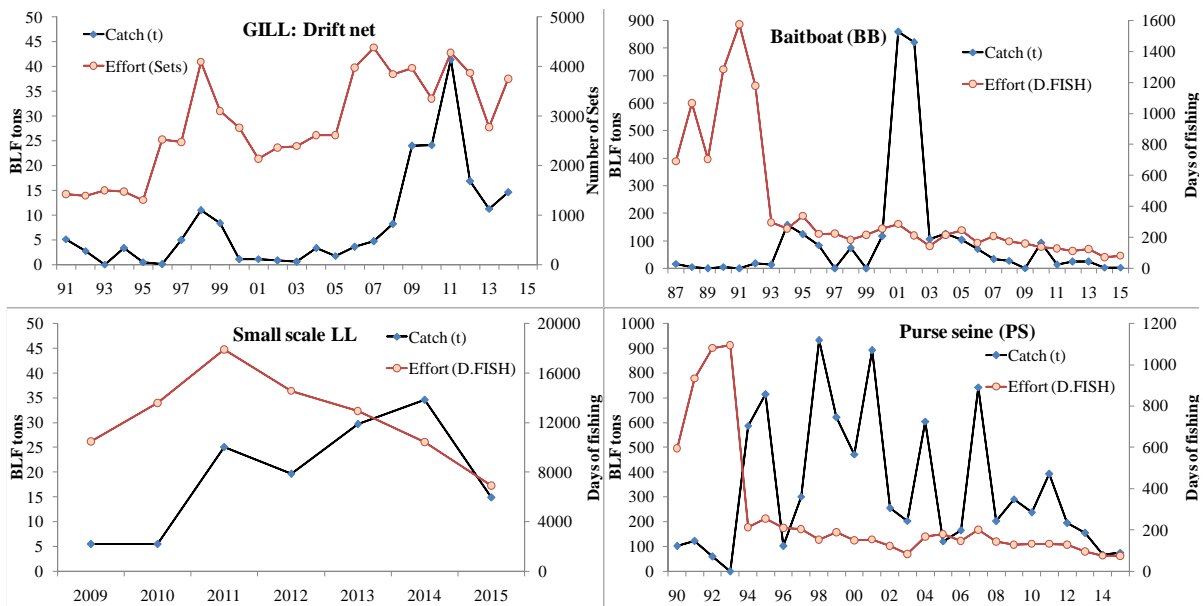 GILL: Drift net
Catch (t)
Effort (Sets)
BLF tons
Number of Sets
50
45
40
35
30
25
20
15
10
5
0
5000
4000
3000
2000
1000
0
91 93 95 97 99 01 03 05 07 09 11 13 15
Baitboat (BB)
Catch (t)
Effort (D.FISH)
BLF tons
Days of fishing
900
800
700
600
500
400
300
200
100
0
1600
1400
1200
1000
800
600
400
200
0
87 89 91 93 95 97 99 01 03 05 07 09 11 13 15
Small scale LL
Catch (t)
Effort (D.FISH)
BLF tons
Days of fishing
50
45
40
35
30
25
20
15
10
5
0
20000
16000
12000
8000
4000
0
2009 2010 2011 2012 2013 2014 2015
Purse seine (PS)
Catch (t)
Effort (D.FISH)
BLF tons
Days of fishing
1000
900
800
700
600
500
400
300
200
100
0
1200
1000
800
600
400
200
0
90 92 94 96 98 00 02 04 06 08 10 12 14